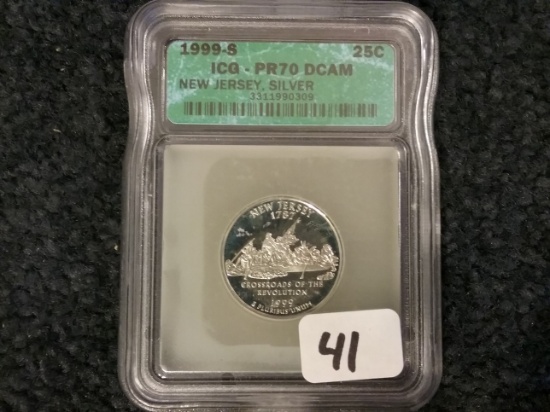 1999-S 25C
ICG - PR70 DCAM
NEW JERSEY, SILVER
3311990309
NEW JERSEY
1787
CROSSROADS OF THE
REVOLUTION
1999
E PLURIBUS UNUM
41